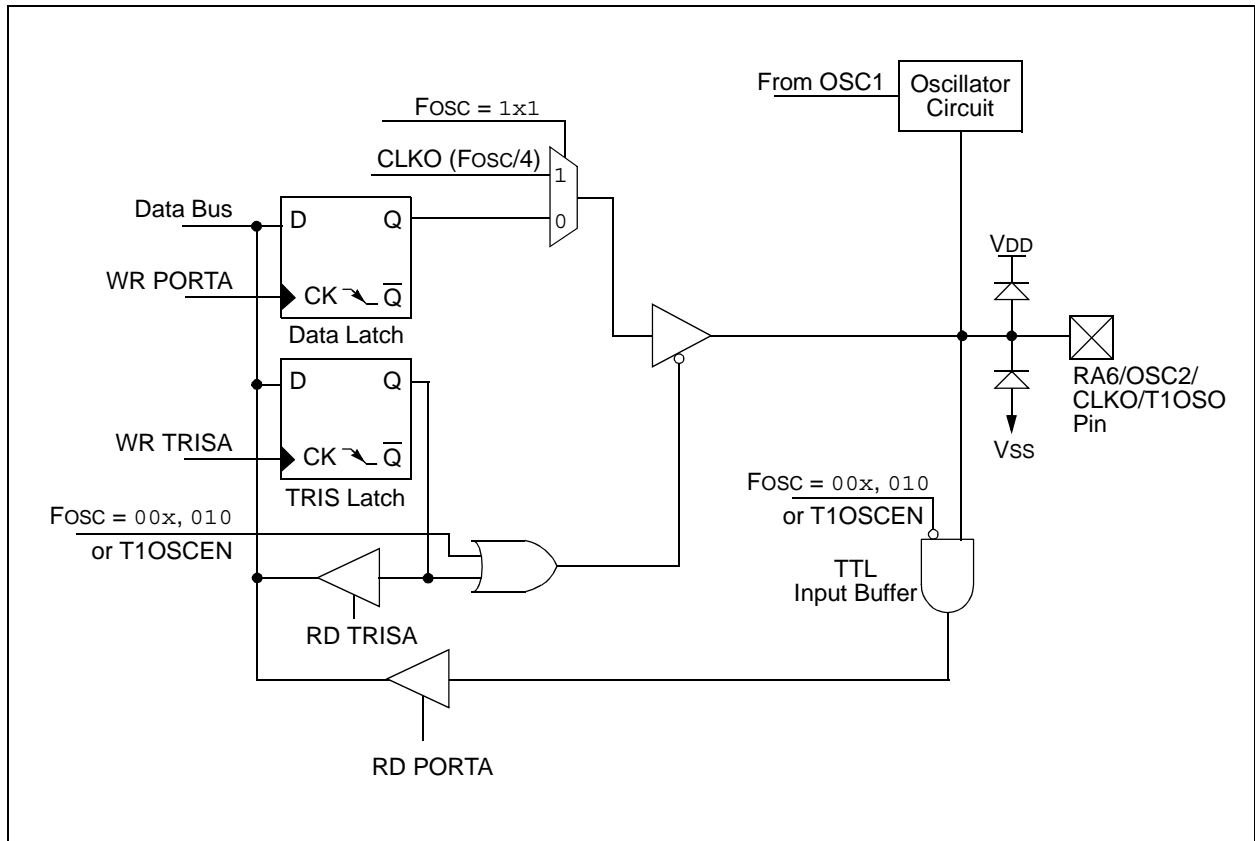 From OSC1
Oscillator
Circuit
FOSC = 1x1
CLKO (FOSC/4)
1
0
Data Bus
D
Q
WR PORTA
CK
Q
Data Latch
VDD
D
Q
WR TRISA
CK
Q
TRIS Latch
RA6/OSC2/
CLKO/T1OSO
Pin
VSS
FOSC = 00x, 010
or T1OSCEN
FOSC = 00x, 010
or T1OSCEN
TTL
Input Buffer
RD TRISA
RD PORTA